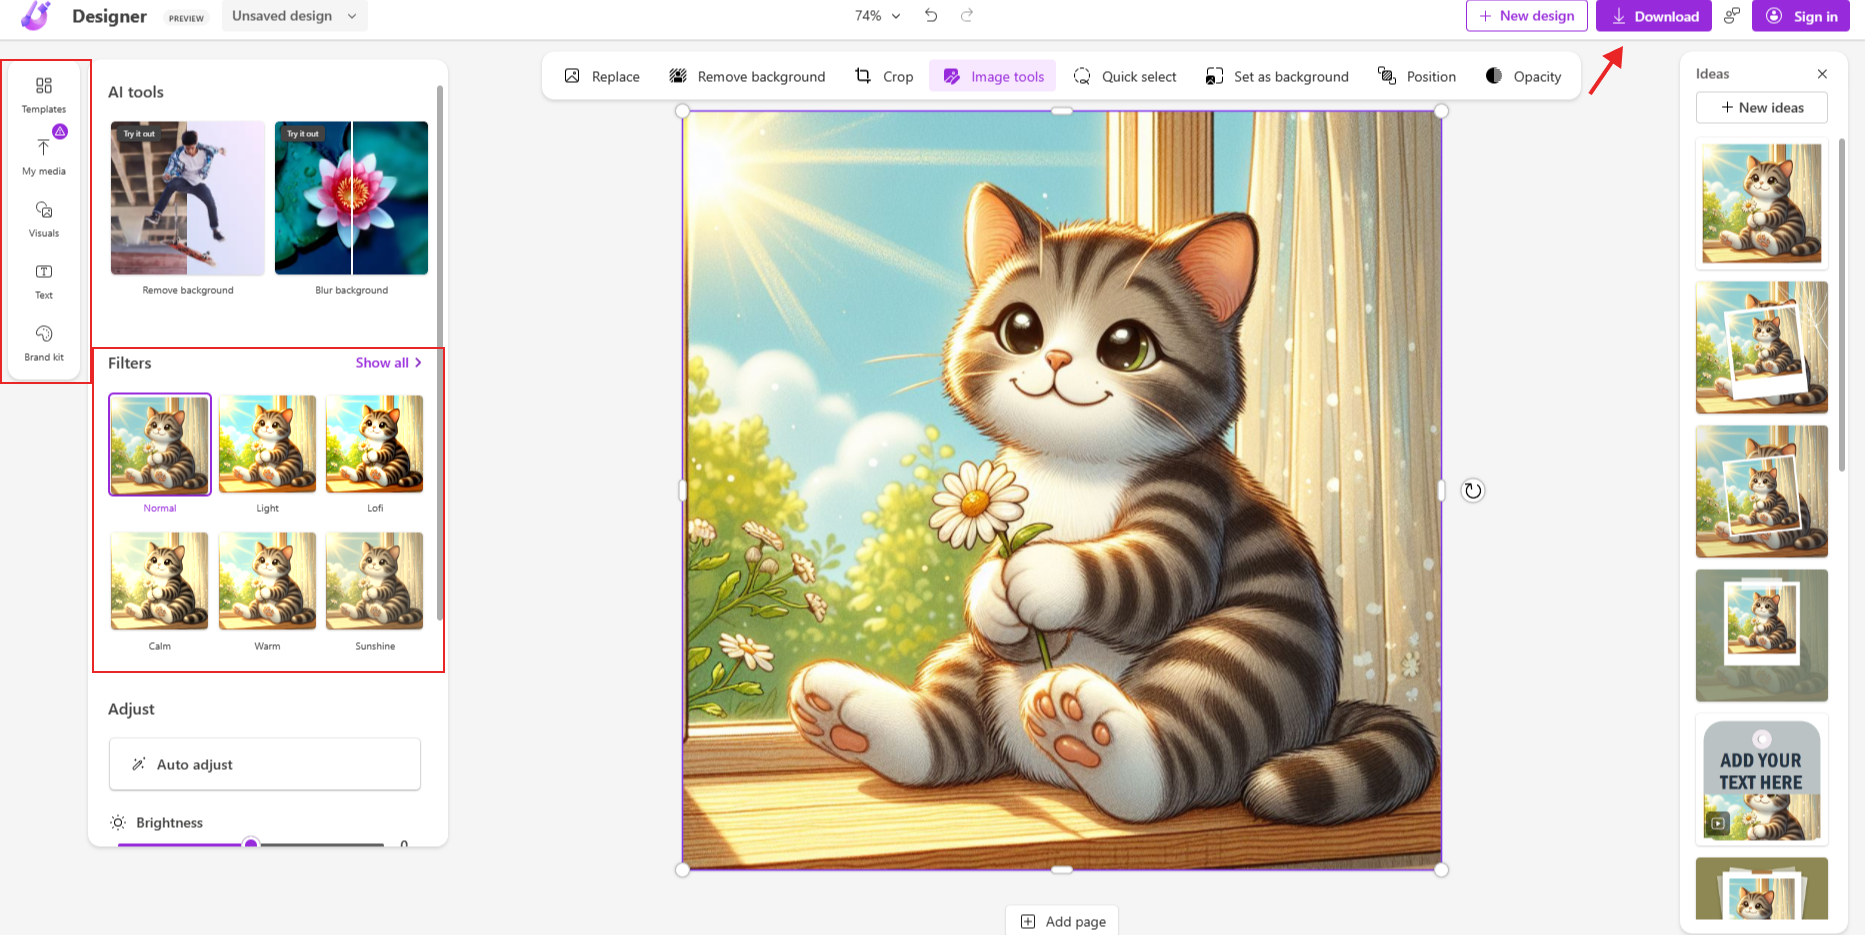 Designer PREVIEW Unsaved design 74% New design Download Sign in
Templates
My media
Visuals
Text
Brand kit
AI tools
Try it out Try it out
Remove background Blur background
Filters Show all
Normal Light Lofi
Calm Warm Sunshine
Adjust
Auto adjust
Brightness 0
Replace Remove background Crop Image tools Quick select Set as background Position Opacity
Add page
Ideas
New ideas
ADD YOUR
TEXT HERE